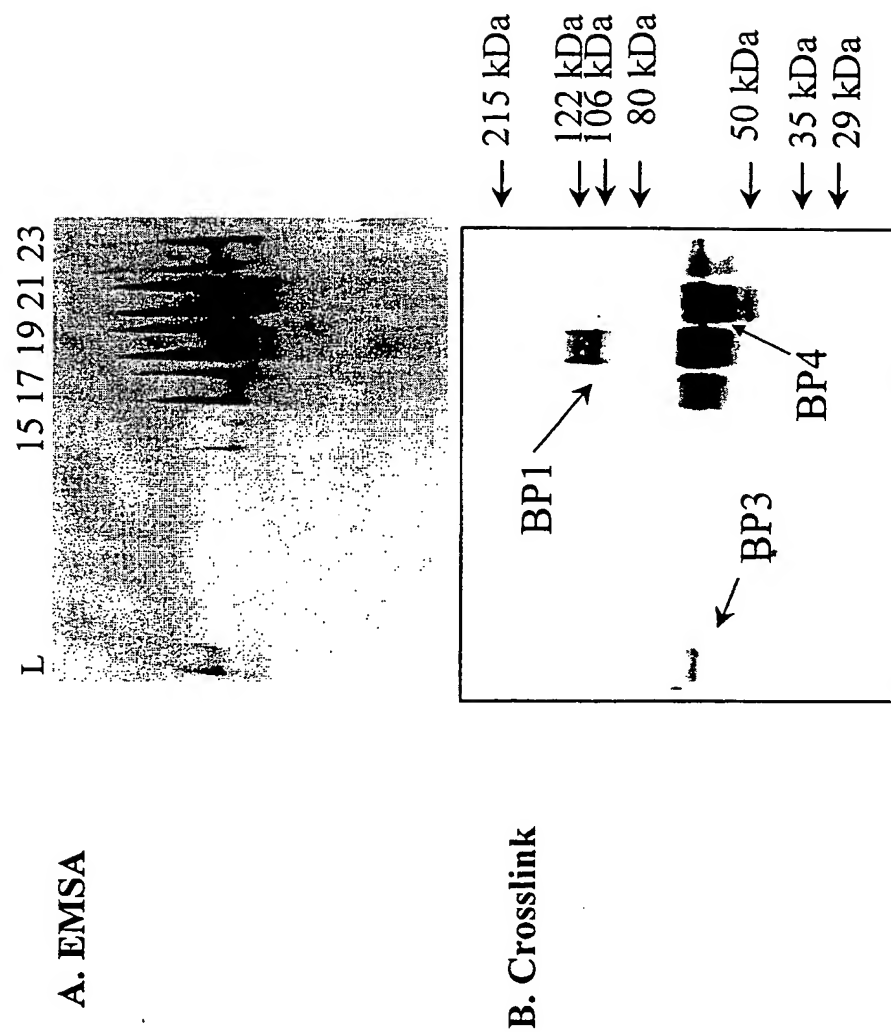 A. EMSA
L 15 17 19 21 23
B. Crosslink
BP1
BP3
BP4
215 kDa
122 kDa
106 kDa
80 kDa
50 kDa
35 kDa
29 kDa